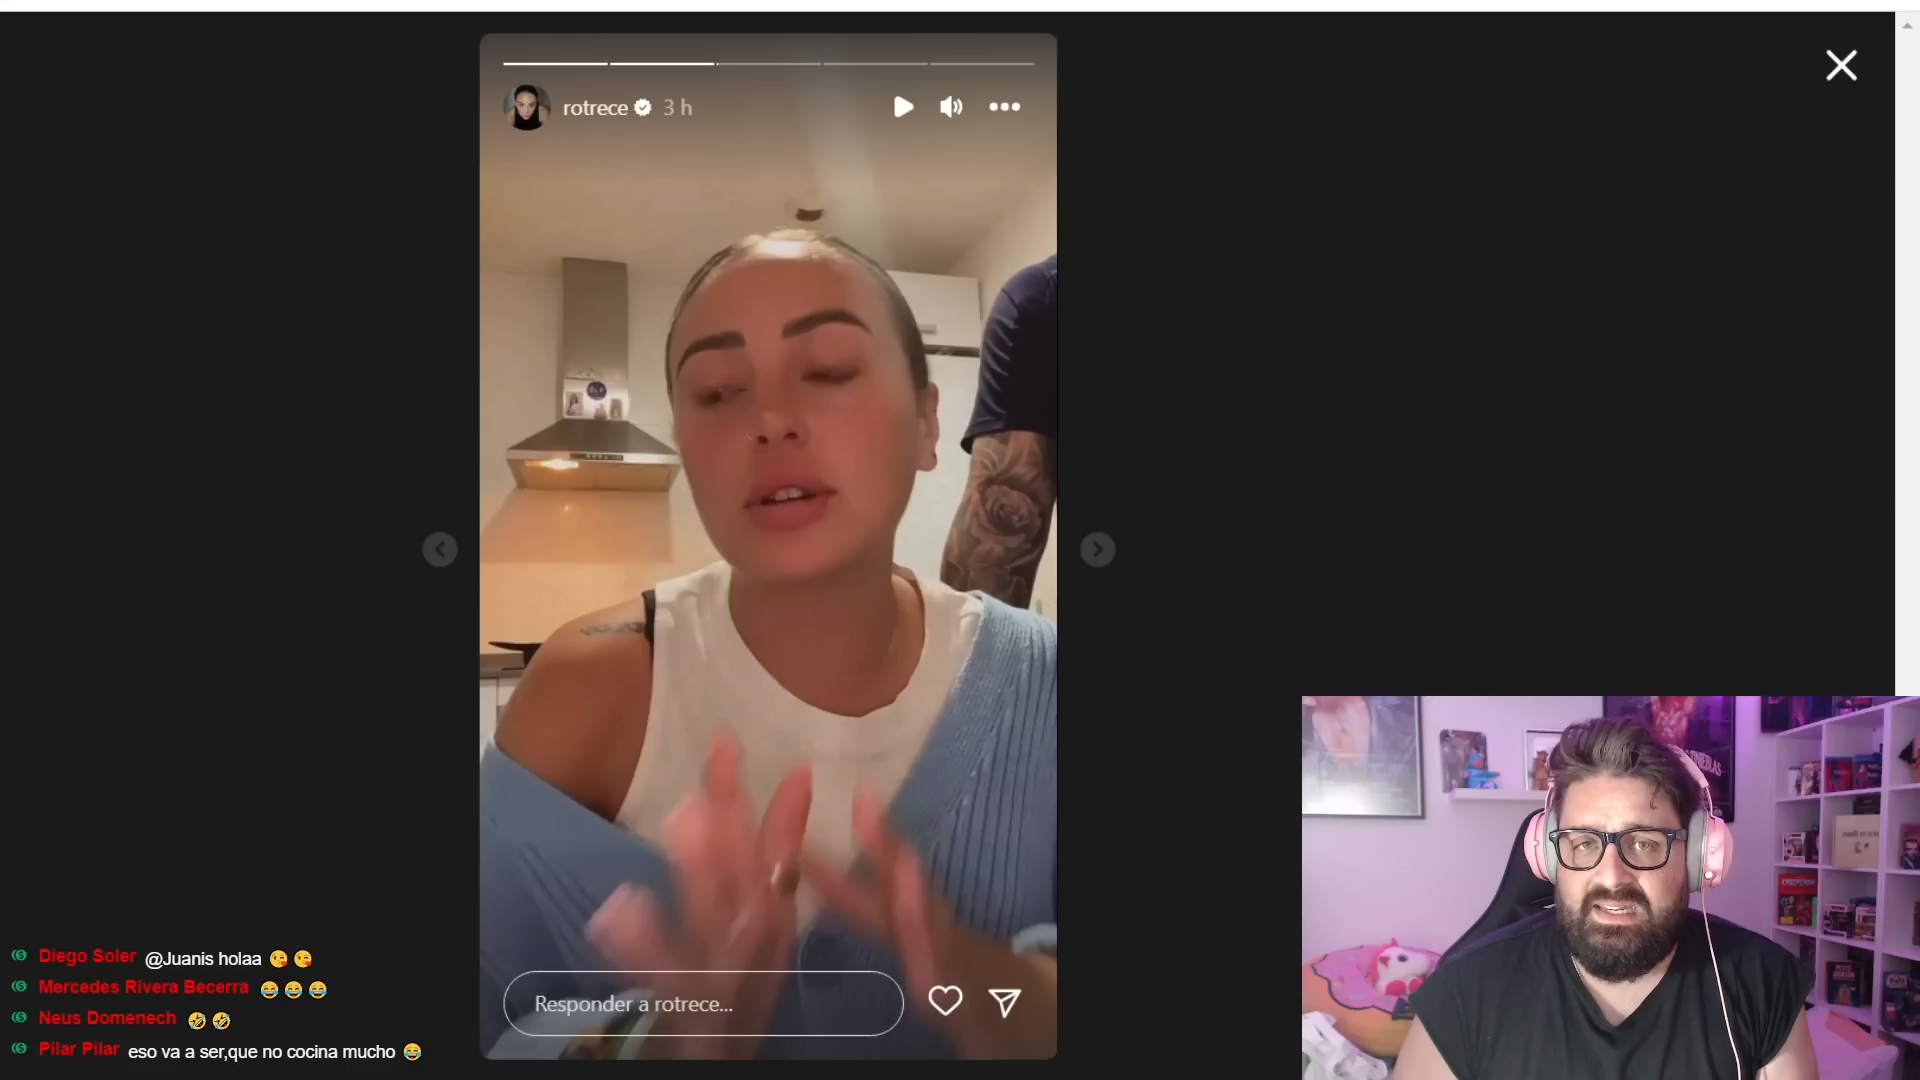 rotrece 3 h
Responder a rotrece...
Diego Soler @Juanis holaa 😘 😘
Mercedes Rivera Becerra 😂 😂 😂
Neus Domenech 🤣 🤣
Pilar Pilar eso va a ser,que no cocina mucho 😂
CREEPSHOW